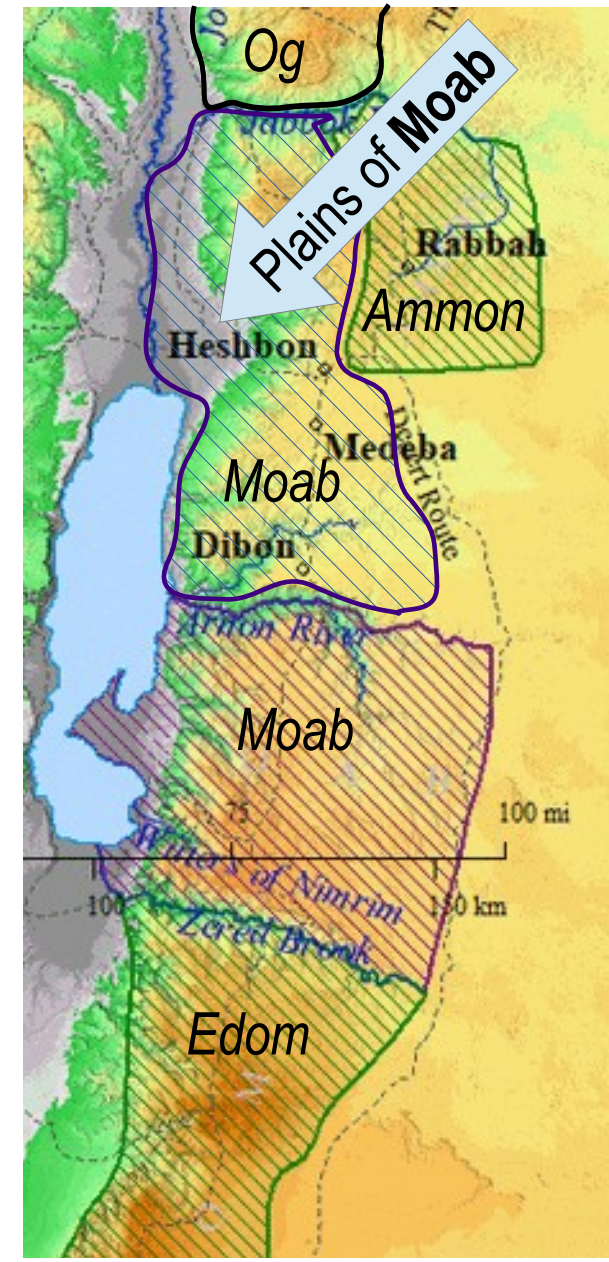 Og
Jabbok
Plains of Moab
Rabbah
Ammon
Heshbon
Medeba
Desert Route
Moab
Dibon
Arnon River
Moab
75
100 mi
Waters of Nimrim
100
150 km
Zered Brook
Edom
M
O